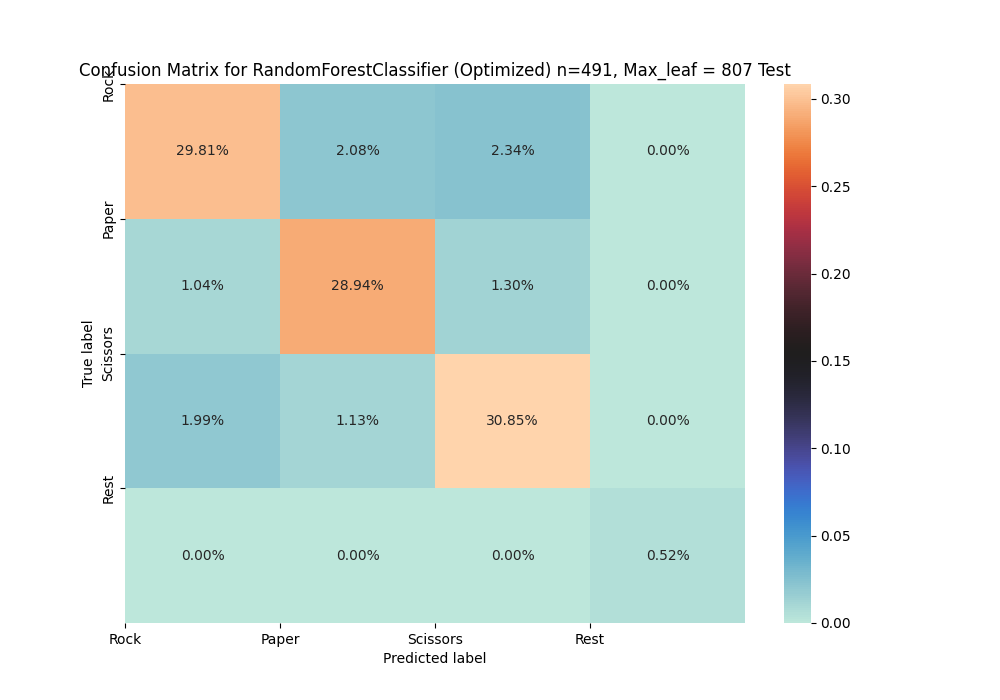 Confusion Matrix for RandomForestClassifier (Optimized) n=491, Max_leaf = 807 Test
Rock
Paper
Scissors
Rest
True label
29.81% 2.08% 2.34% 0.00%
1.04% 28.94% 1.30% 0.00%
1.99% 1.13% 30.85% 0.00%
0.00% 0.00% 0.00% 0.52%
Rock Paper Scissors Rest
Predicted label
0.30
0.25
0.20
0.15
0.10
0.05
0.00